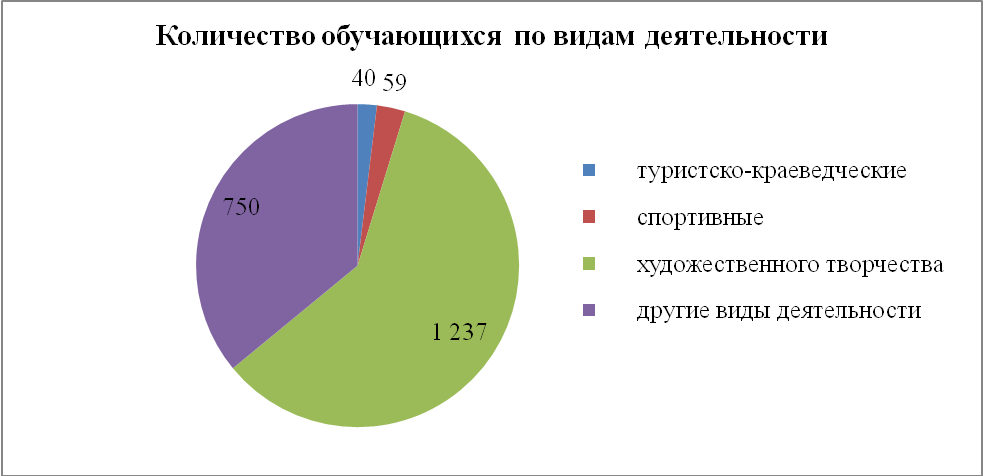 Количество обучающихся по видам деятельности
40 59
750
1 237
туристско-краеведческие
спортивные
художественного творчества
другие виды деятельности